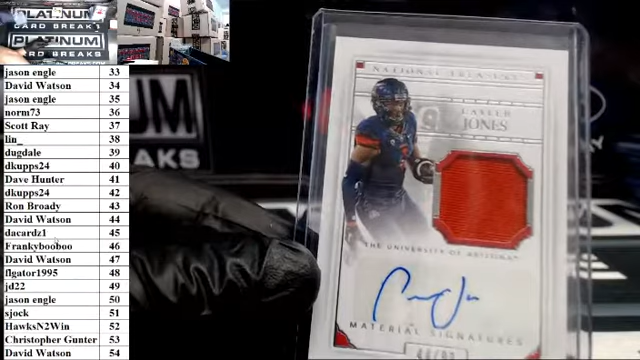 PLATINUM
CARD BREAKS
PLATINUM
CARD BREAKS
jason engle 33
David Watson 34
jason engle 35
norm73 36
Scott Ray 37
lin_ 38
dugdale 39
dkupps24 40
Dave Hunter 41
dkupps24 42
Ron Broady 43
David Watson 44
dacardz1 45
Frankybooboo 46
David Watson 47
flgator1995 48
jd22 49
jason engle 50
sjock 51
HawksN2Win 52
Christopher Gunter 53
David Watson 54
UM
BREAKS
NATIONAL TREASURES
JONES
THE UNIVERSITY OF ARIZONA
MATERIAL SIGNATURES